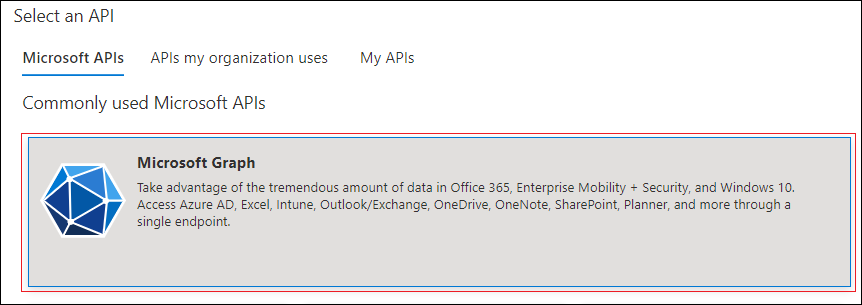 Select an API
Microsoft APIs APIs my organization uses My APIs
Commonly used Microsoft APIs
Microsoft Graph
Take advantage of the tremendous amount of data in Office 365, Enterprise Mobility + Security, and Windows 10.
Access Azure AD, Excel, Intune, Outlook/Exchange, OneDrive, OneNote, SharePoint, Planner, and more through a
single endpoint.